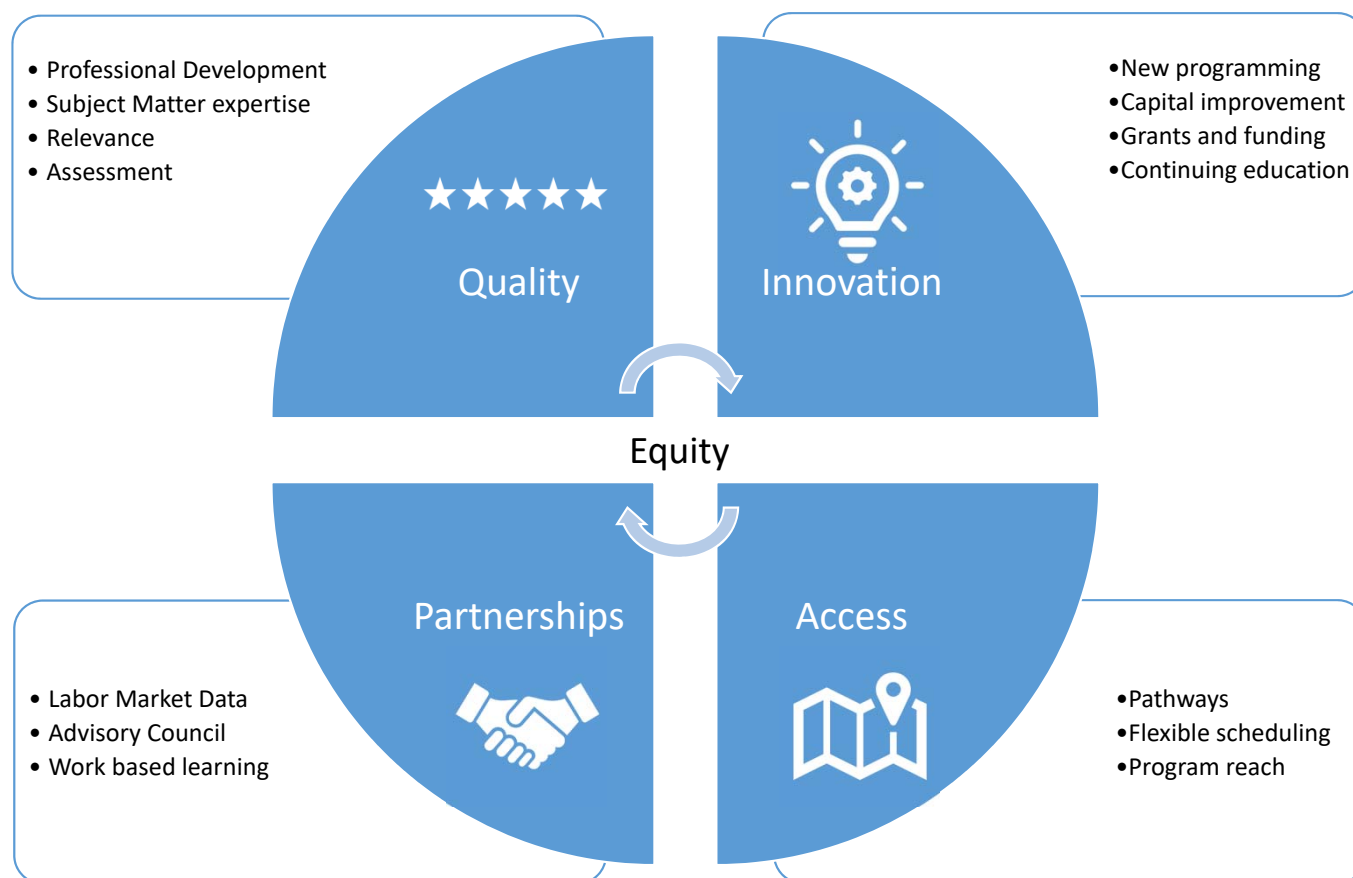 • Professional Development
• Subject Matter expertise
• Relevance
• Assessment
Quality
•New programming
•Capital improvement
•Grants and funding
•Continuing education
Innovation
Equity
Partnerships
• Labor Market Data
• Advisory Council
• Work based learning
Access
•Pathways
•Flexible scheduling
•Program reach